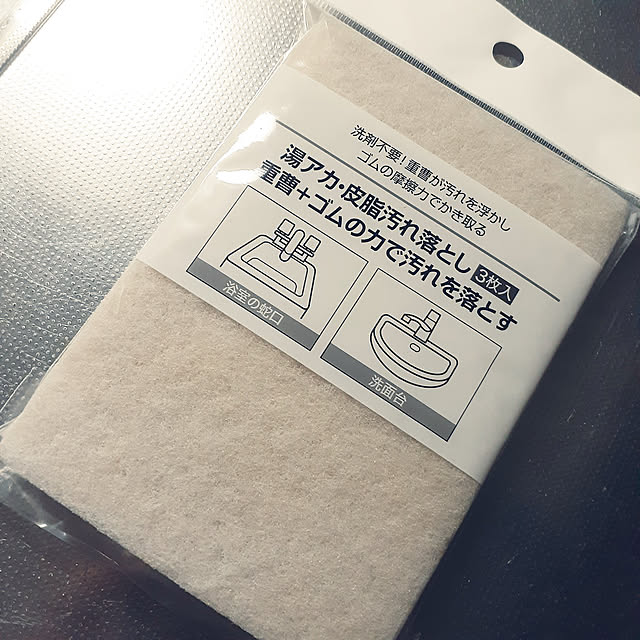 洗剤不要!重曹が汚れを浮かし
ゴムの摩擦力でかき取る
湯アカ・皮脂汚れ落とし 3枚入
重曹+ゴムの力で汚れを落とす
浴室の蛇口
洗面台